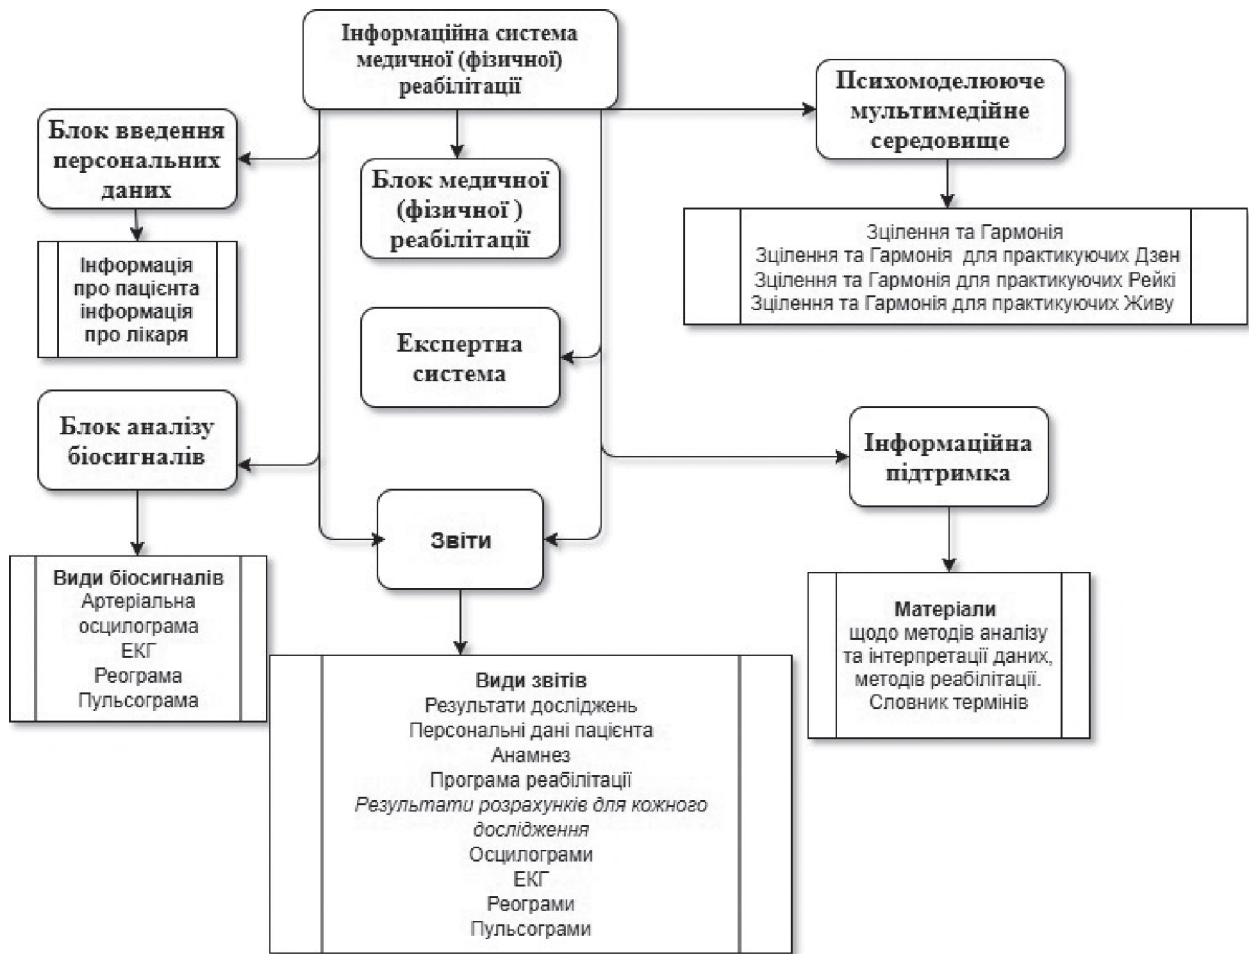 Інформаційна система
медичної (фізичної)
реабілітації
Психомоделююче
мультимедійне
середовище
Блок введення
персональних
даних
Блок медичної
(фізичної )
реабілітації
Зцілення та Гармонія
Зцілення та Гармонія для практикуючих Дзен
Зцілення та Гармонія для практикуючих Рейкі
Зцілення та Гармонія для практикуючих Живу
Інформація
про пацієнта
інформація
про лікаря
Експертна
система
Блок аналізу
біосигналів
Інформаційна
підтримка
Звіти
Види біосигналів
Артеріальна
осцилограма
ЕКГ
Реограма
Пульсограма
Матеріали
щодо методів аналізу
та інтерпретації даних,
методів реабілітації.
Словник термінів
Види звітів
Результати досліджень
Персональні дані пацієнта
Анамнез
Програма реабілітації
Результати розрахунків для кожного
дослідження
Осцилограми
ЕКГ
Реограми
Пульсограми